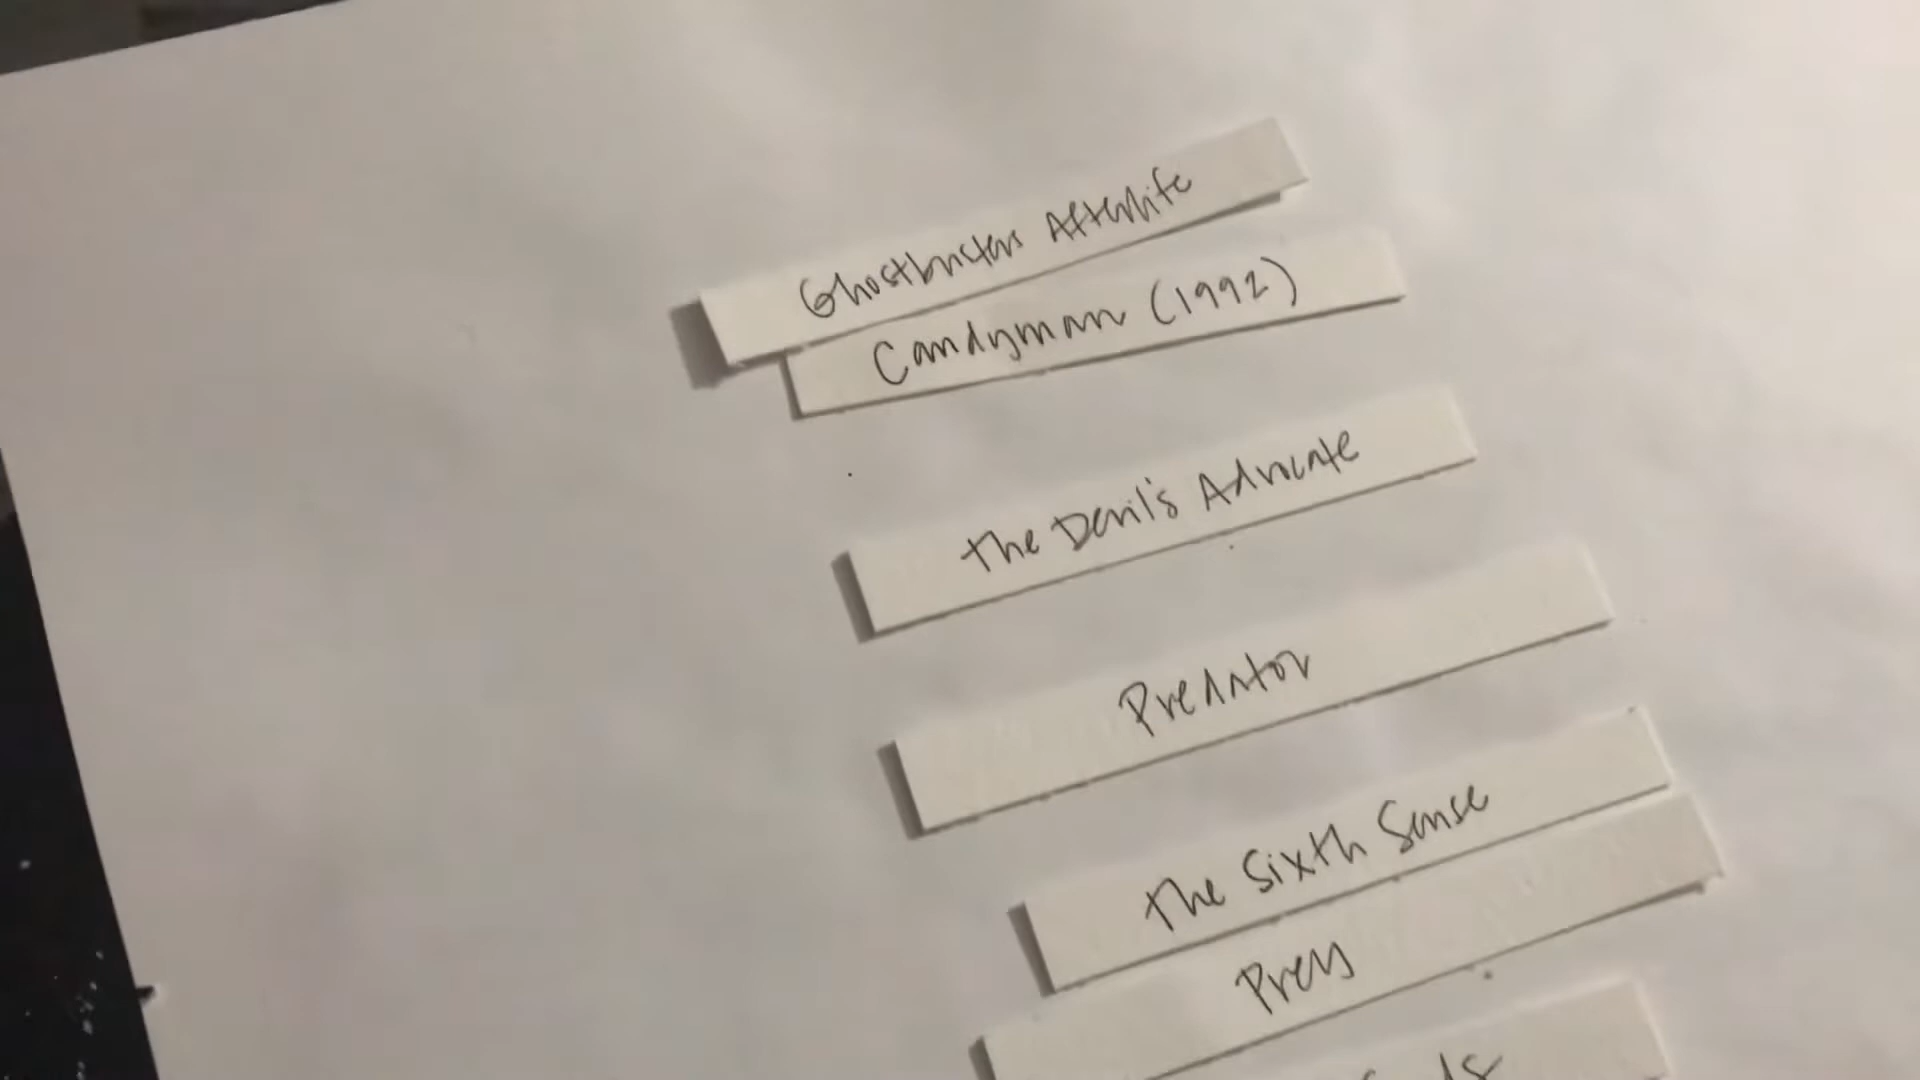 Ghostbusters Afterlife
Candyman (1992)
The Devil's Advocate
Predator
The Sixth Sense
Prey